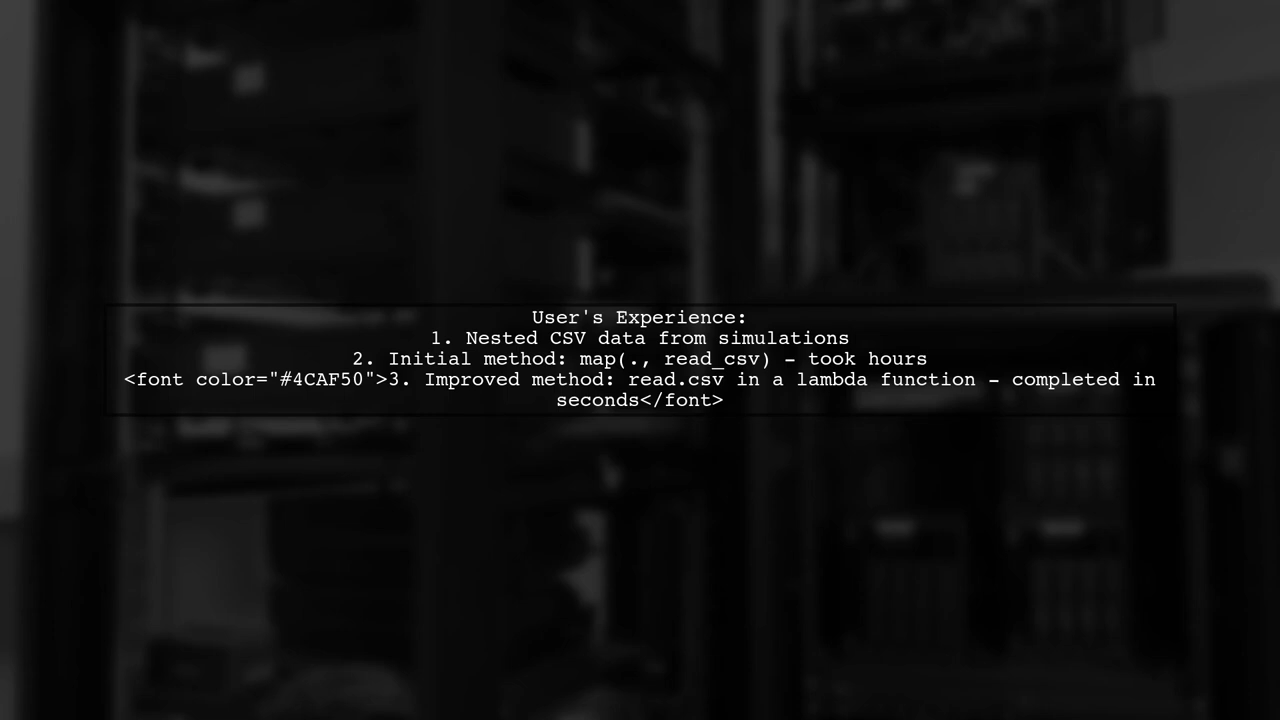 User's Experience:
1. Nested CSV data from simulations
2. Initial method: map(., read_csv) – took hours
<font color="#4CAF50">3. Improved method: read.csv in a lambda function – completed in
seconds</font>